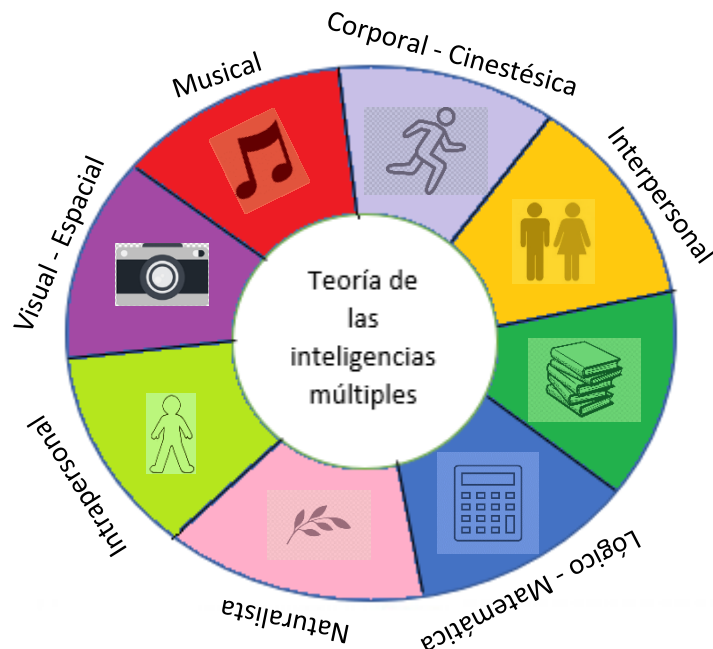 Corporal - Cinestésica
Musical
Interpersonal
Visual - Espacial
Teoría de
las
inteligencias
múltiples
Intrapersonal
Lógico - Matemática
Naturalista